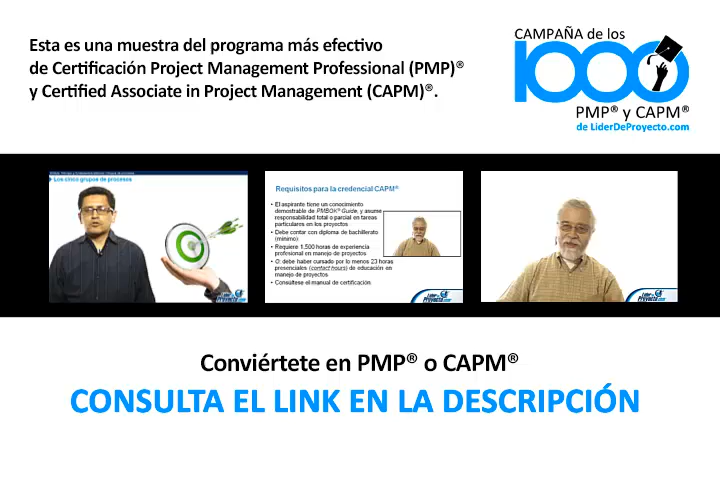 Esta es una muestra del programa más efectivo
de Certificación Project Management Professional (PMP)®
y Certified Associate in Project Management (CAPM)®.
CAMPAÑA de los
1000
PMP® y CAPM®
de LiderDeProyecto.com
Los cinco grupos de procesos
Requisitos para la credencial CAPM®
• El aspirante tiene un conocimiento
demostrable de PMBOK® Guide, y asume
responsabilidad total o parcial en tareas
particulares en los proyectos
• Debe contar con diploma de bachillerato
(mínimo)
• Requiere 1,500 horas de experiencia
profesional en manejo de proyectos
• O: debe haber cursado por lo menos 23 horas
presenciales (contact hours) de educación en
manejo de proyectos
• Consúltese el manual de certificación
Conviértete en PMP® o CAPM®
CONSULTA EL LINK EN LA DESCRIPCIÓN